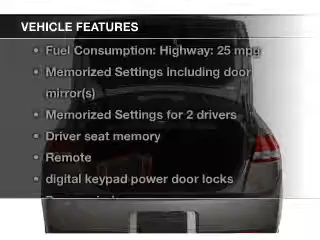 VEHICLE FEATURES
• Fuel Consumption: Highway: 25 mpg
• Memorized Settings including door
mirror(s)
• Memorized Settings for 2 drivers
• Driver seat memory
• Remote
• digital keypad power door locks